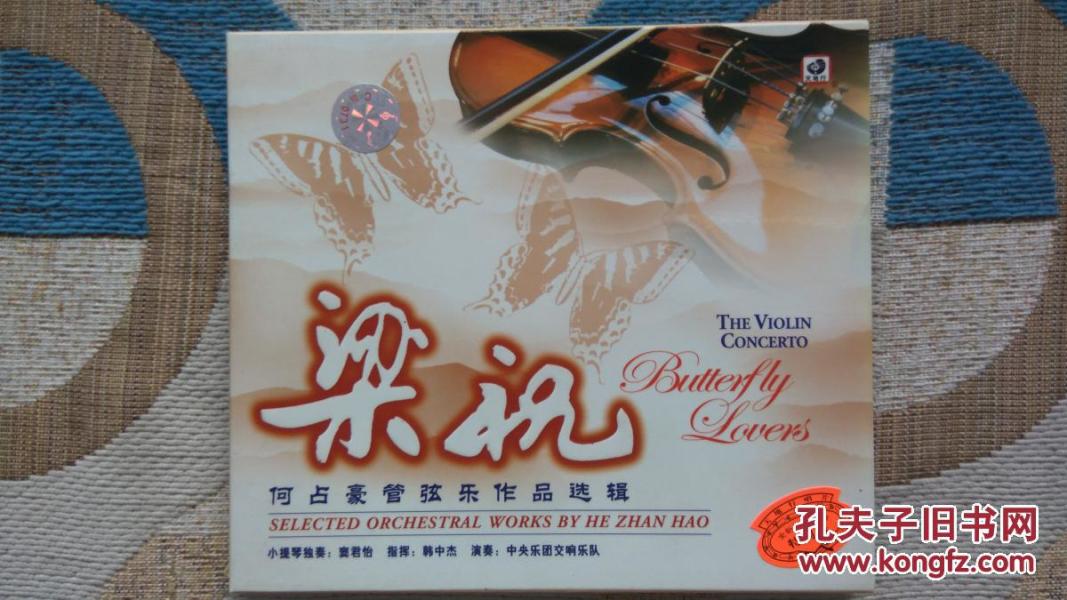 THE VIOLIN
CONCERTO
Butterfly
Lovers
梁祝
何占豪管弦乐作品选辑
SELECTED ORCHESTRAL WORKS BY HE ZHAN HAO
小提琴独奏：窦君怡 指挥：韩中杰 演奏：中央乐团交响乐队
孔夫子旧书网
www.kongfz.com